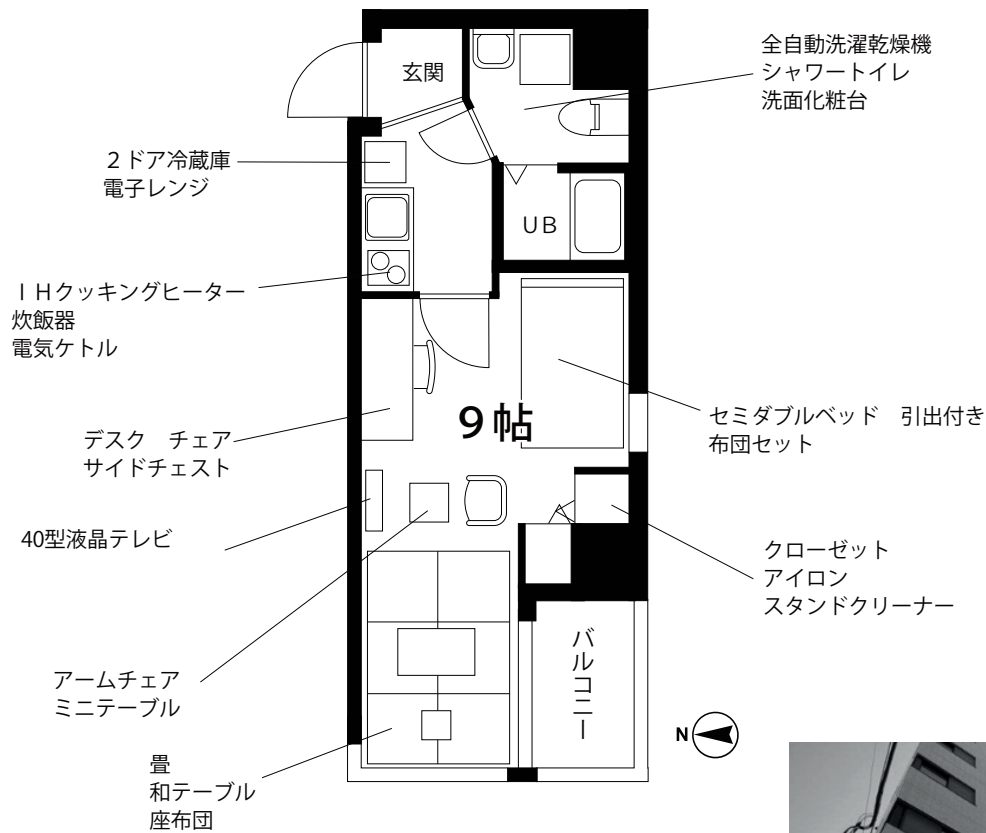 玄関
全自動洗濯乾燥機
シャワートイレ
洗面化粧台
２ドア冷蔵庫
電子レンジ
UB
ＩＨクッキングヒーター
炊飯器
電気ケトル
9帖
セミダブルベッド　引出付き
布団セット
デスク　チェア
サイドチェスト
40型液晶テレビ
クローゼット
アイロン
スタンドクリーナー
バルコニー
アームチェア
ミニテーブル
N
畳
和テーブル
座布団